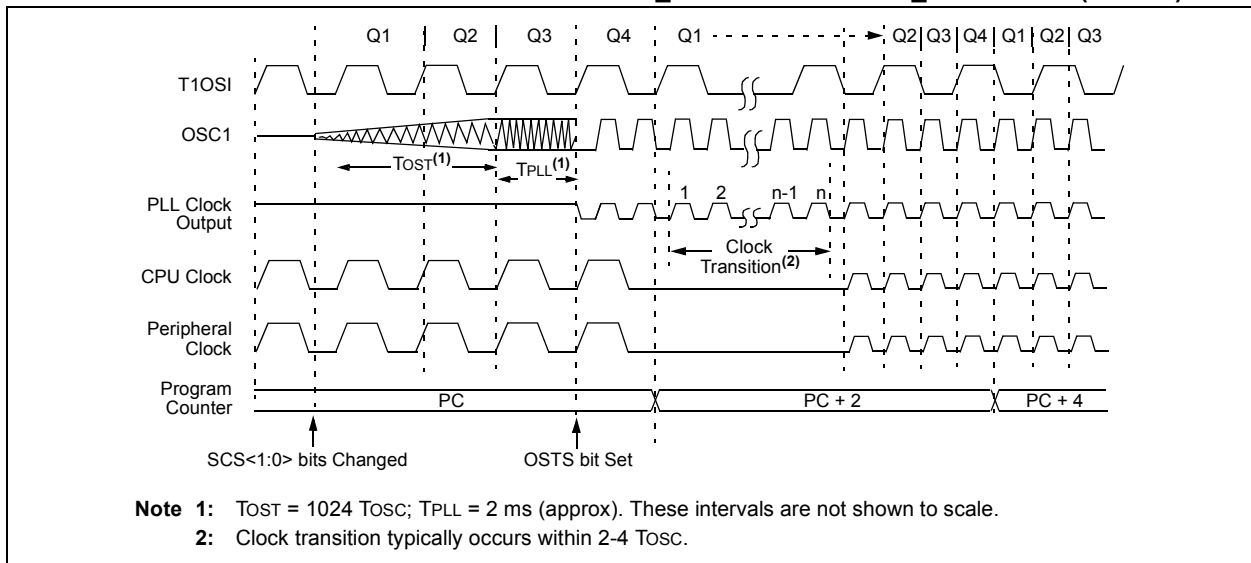 Q1 Q2 Q3 Q4 Q1 Q2 Q3 Q4 Q1 Q2 Q3
T1OSI
OSC1
TOST(1) TPLL(1)
1 2 n-1 n
PLL Clock
Output
Clock
Transition(2)
CPU Clock
Peripheral
Clock
Program
Counter
PC PC + 2 PC + 4
SCS<1:0> bits Changed OSTS bit Set
Note 1: TOST = 1024 TOSC; TPLL = 2 ms (approx). These intervals are not shown to scale.
2: Clock transition typically occurs within 2-4 TOSC.